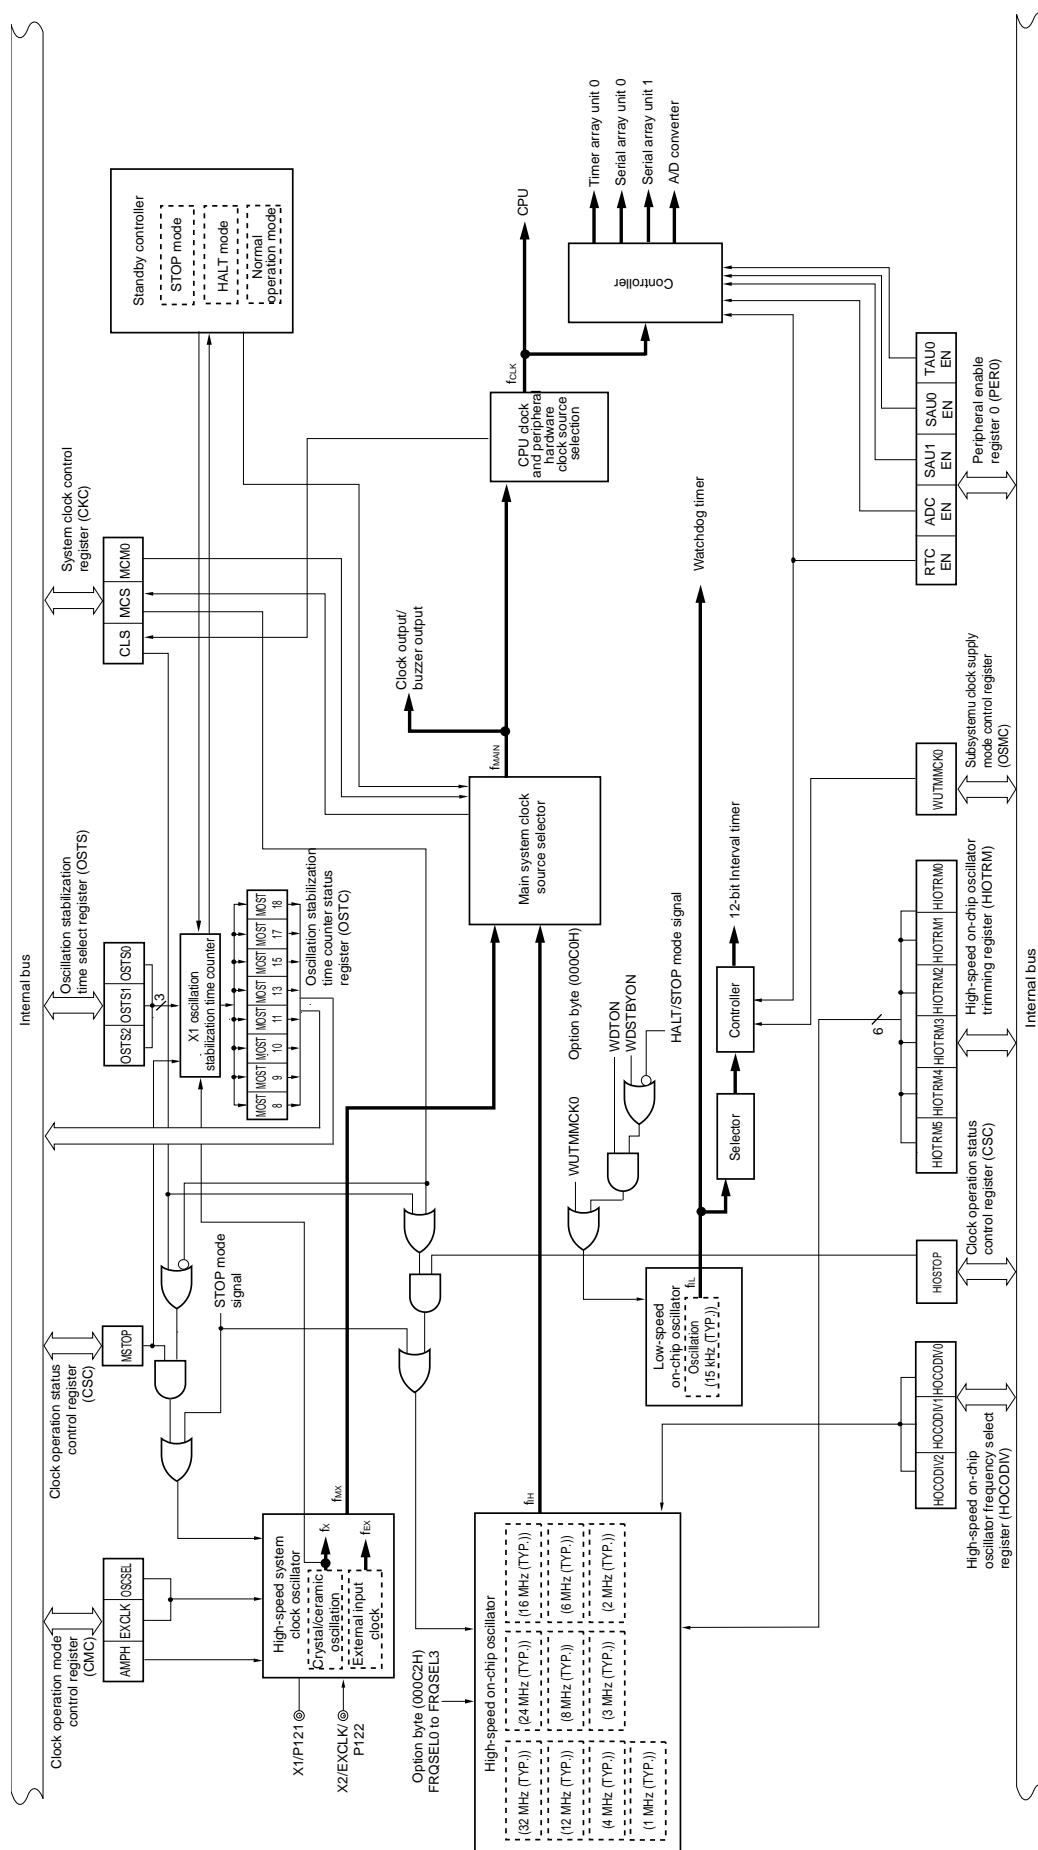 Internal bus
Clock operation mode
control register
(CMC)
AMPH
EXCLK
OSCSEL
Clock operation status
control register
(CSC)
MSTOP
Oscillation stabilization
time select register (OSTS)
OSTS2
OSTS1
OSTS0
3
System clock control
register (CKC)
CLS
MCS
MCM0
Standby controller
STOP mode
HALT mode
Normal
operation mode
X1 oscillation
stabilization time counter
MOST
8
MOST
9
MOST
10
MOST
11
MOST
13
MOST
15
MOST
17
MOST
18
Oscillation stabilization
time counter status
register (OSTC)
STOP mode
signal
High-speed system
clock oscillator
Crystal/ceramic
oscillation
fX
External input
clock
fEX
fMX
X1/P121
X2/EXCLK/
P122
Option byte (000C2H)
FRQSEL0 to FRQSEL3
High-speed on-chip oscillator
(32 MHz (TYP.))
(24 MHz (TYP.))
(16 MHz (TYP.))
(12 MHz (TYP.))
(8 MHz (TYP.))
(6 MHz (TYP.))
(4 MHz (TYP.))
(3 MHz (TYP.))
(2 MHz (TYP.))
(1 MHz (TYP.))
fIH
Main system clock
source selector
fMAIN
Clock output/
buzzer output
CPU clock
and peripheral
hardware
clock source
selection
fCLK
CPU
Controller
Timer array unit 0
Serial array unit 0
Serial array unit 1
A/D converter
Option byte (000C0H)
WUTMMCK0
WDTON
WDSTBYON
HALT/STOP mode signal
Low-speed
on-chip oscillator
Oscillation
(15 kHz (TYP.))
fIL
Watchdog timer
Selector
Controller
12-bit Interval timer
HOCODIV2
HOCODIV1
HOCODIV0
High-speed on-chip
oscillator frequency select
register (HOCODIV)
HIOSTOP
Clock operation status
control register (CSC)
6
HIOTRM5
HIOTRM4
HIOTRM3
HIOTRM2
HIOTRM1
HIOTRM0
High-speed on-chip oscillator
trimming register (HIOTRM)
WUTMMCK0
Subsystemu clock supply
mode control register
(OSMC)
RTC
EN
ADC
EN
SAU1
EN
SAU0
EN
TAU0
EN
Peripheral enable
register 0 (PER0)
Internal bus